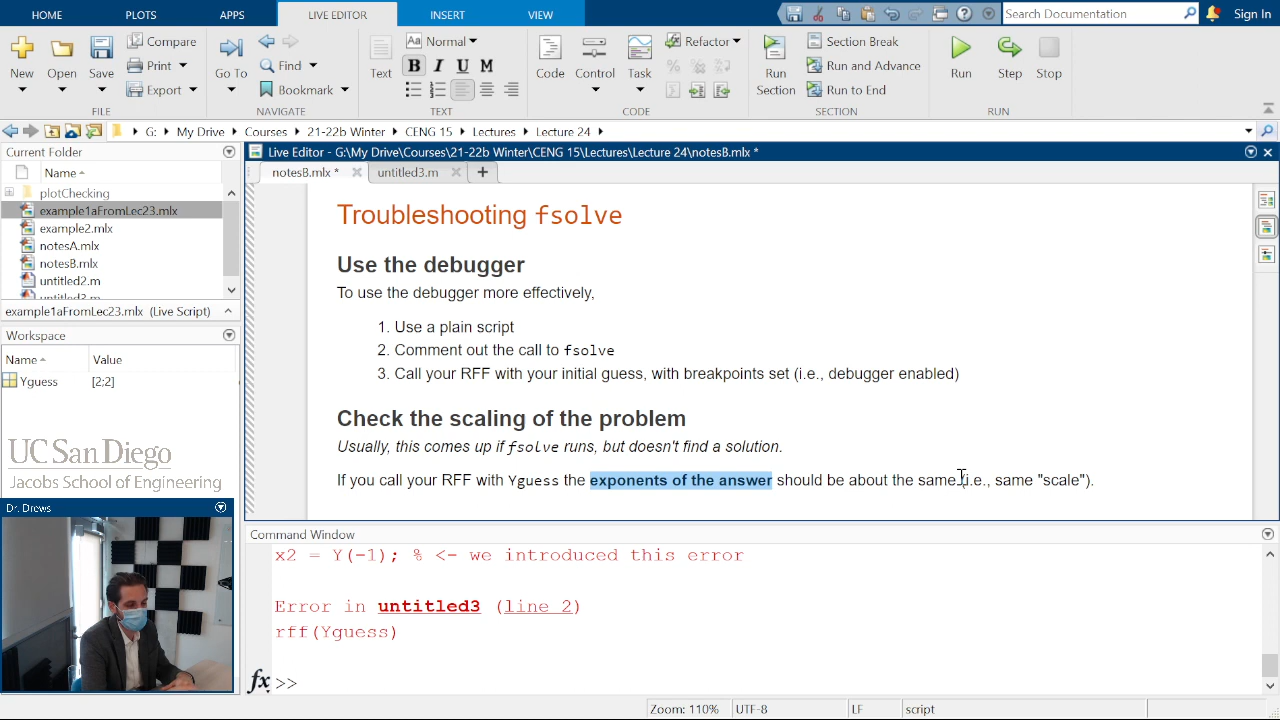 HOME PLOTS APPS LIVE EDITOR INSERT VIEW Search Documentation Sign In
New Open Save Compare Print Export
FILE
Go To Find Bookmark
NAVIGATE
Text Aa Normal B I U M
TEXT
Code Control Task Refactor
CODE
Run Section Section Break Run and Advance Run to End
SECTION
Run Step Stop
RUN
G: My Drive Courses 21-22b Winter CENG 15 Lectures Lecture 24
Current Folder
Name
plotChecking
example1aFromLec23.mlx
example2.mlx
notesA.mlx
notesB.mlx
untitled2.m
untitled3.m
example1aFromLec23.mlx (Live Script)
Workspace
Name Value
Yguess [2;2]
UC San Diego
Jacobs School of Engineering
Dr. Drews
Live Editor - G:\My Drive\Courses\21-22b Winter\CENG 15\Lectures\Lecture 24\notesB.mlx *
notesB.mlx * untitled3.m
Troubleshooting fsolve
Use the debugger
To use the debugger more effectively,
1. Use a plain script
2. Comment out the call to fsolve
3. Call your RFF with your initial guess, with breakpoints set (i.e., debugger enabled)
Check the scaling of the problem
Usually, this comes up if fsolve runs, but doesn't find a solution.
If you call your RFF with Yguess the exponents of the answer should be about the same (i.e., same "scale").
Command Window
x2 = Y(-1); % <- we introduced this error
Error in untitled3 (line 2)
rff(Yguess)
fx >>
Zoom: 110% UTF-8 LF script